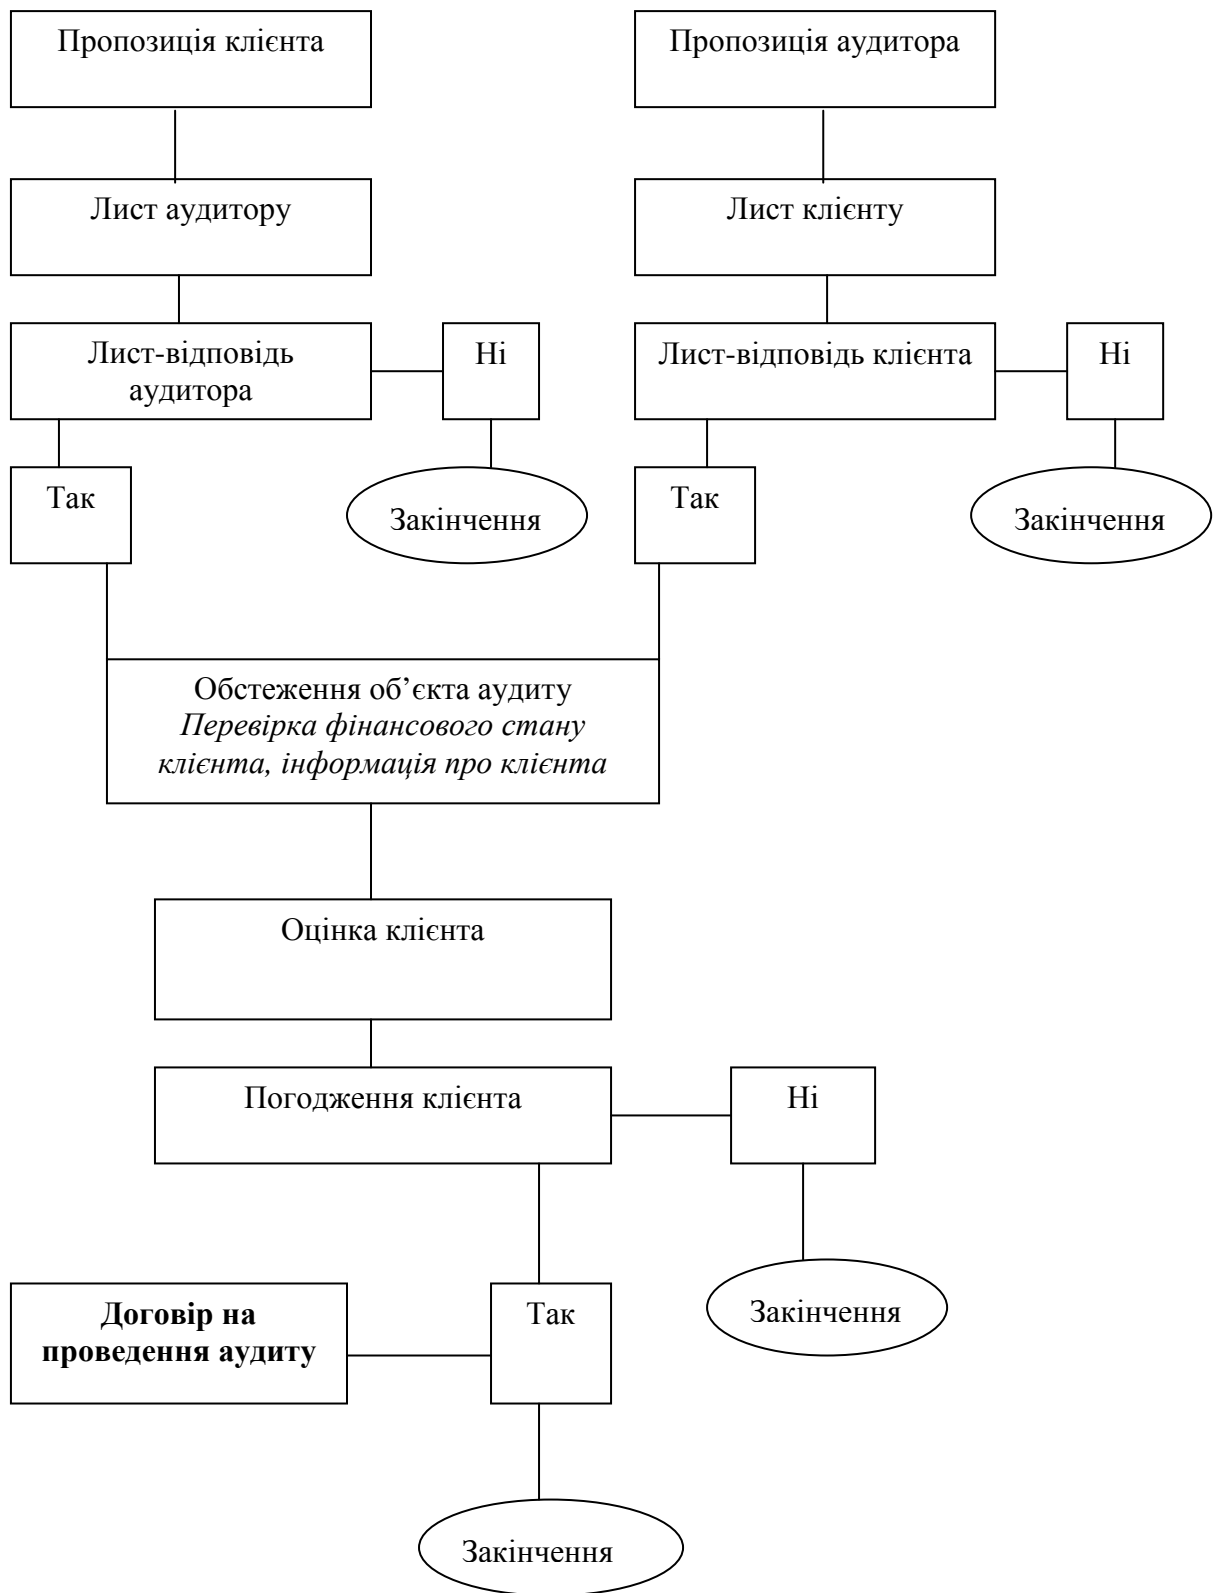 Пропозиція клієнта
Пропозиція аудитора
Лист аудитору
Лист клієнту
Лист-відповідь
аудитора
Ні
Лист-відповідь клієнта
Ні
Так
Закінчення
Так
Закінчення
Обстеження об’єкта аудиту
Перевірка фінансового стану
клієнта, інформація про клієнта
Оцінка клієнта
Погодження клієнта
Ні
Договір на
проведення аудиту
Так
Закінчення
Закінчення